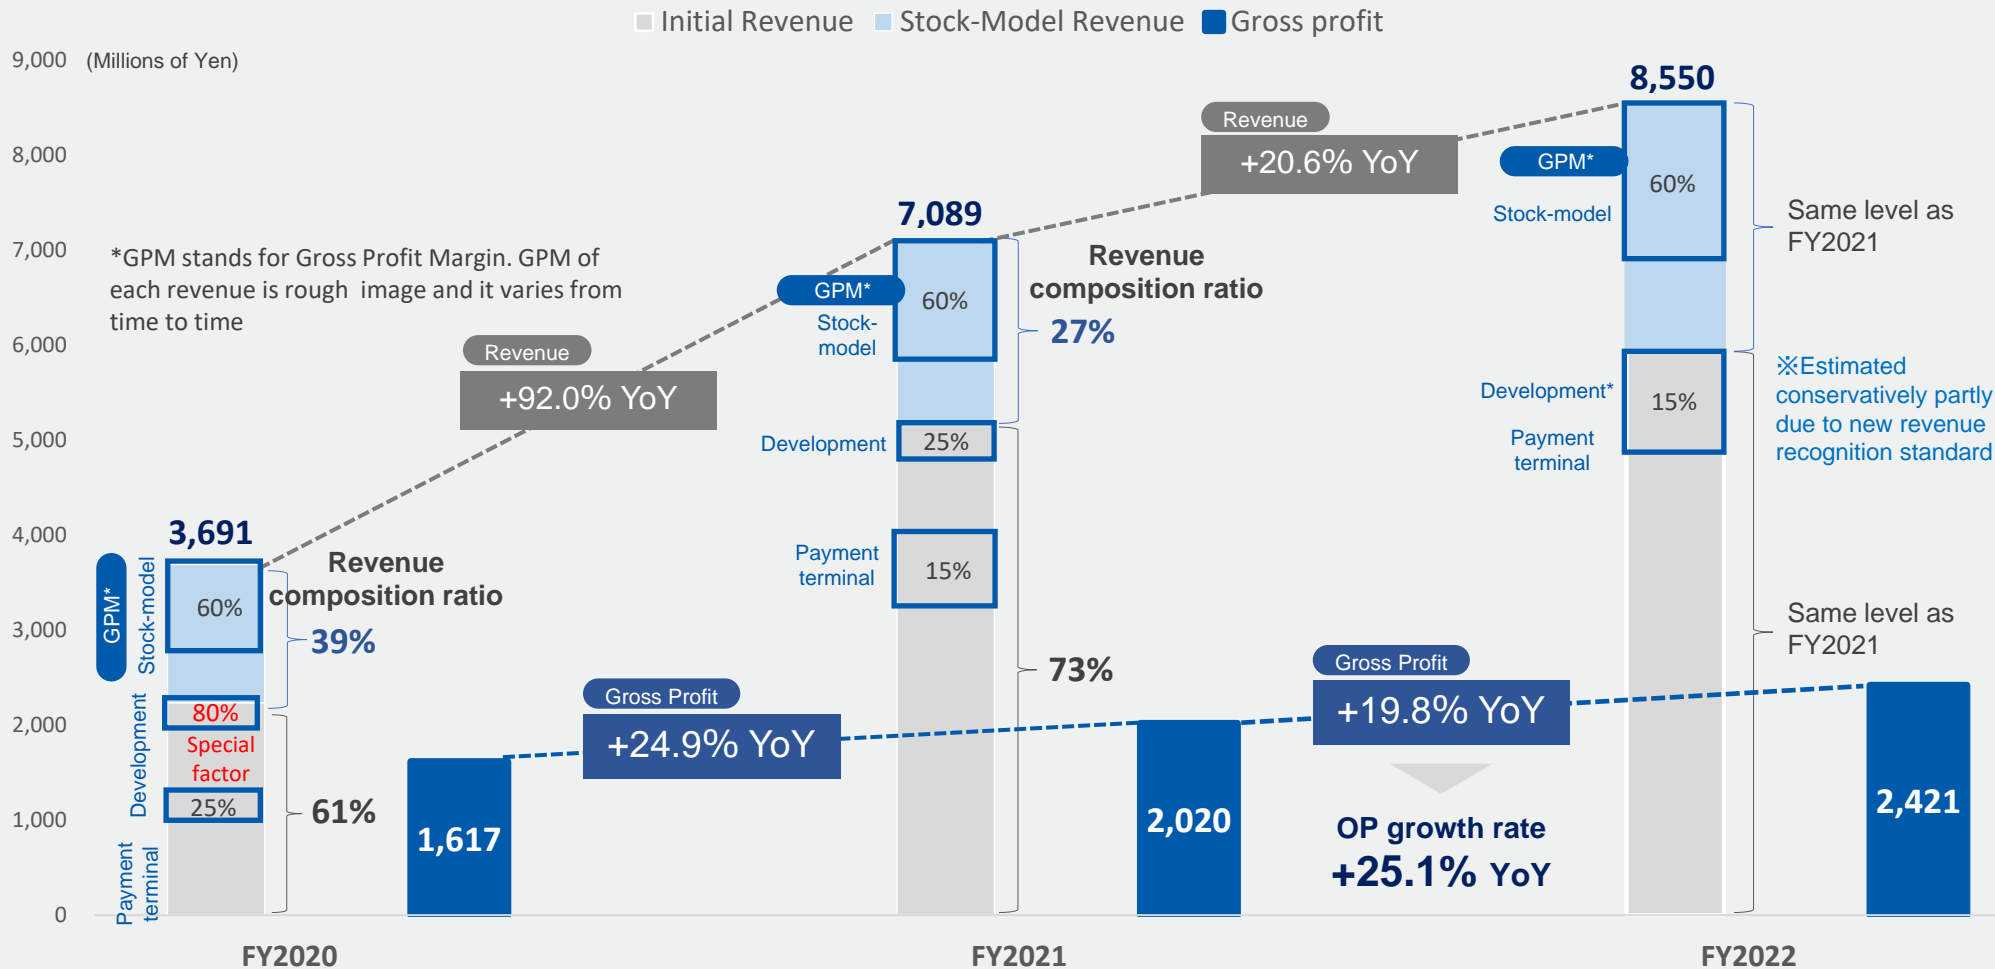 Initial Revenue
Stock-Model Revenue
Gross profit
(Millions of Yen)
9,000
8,000
7,000
6,000
5,000
4,000
3,000
2,000
1,000
0
*GPM stands for Gross Profit Margin. GPM of
each revenue is rough image and it varies from
time to time
3,691
GPM*
Stock-model
60%
Development
80%
Special
factor
25%
Payment
terminal
Revenue
composition ratio
39%
61%
1,617
Revenue
+92.0% YoY
Gross Profit
+24.9% YoY
7,089
GPM*
Stock-
model
60%
Development
25%
Payment
terminal
15%
Revenue
composition ratio
27%
73%
2,020
Revenue
+20.6% YoY
Gross Profit
+19.8% YoY
OP growth rate
+25.1% YoY
8,550
GPM*
Stock-model
60%
Development*
Payment
terminal
15%
Same level as
FY2021
※Estimated
conservatively partly
due to new revenue
recognition standard
Same level as
FY2021
2,421
FY2020
FY2021
FY2022